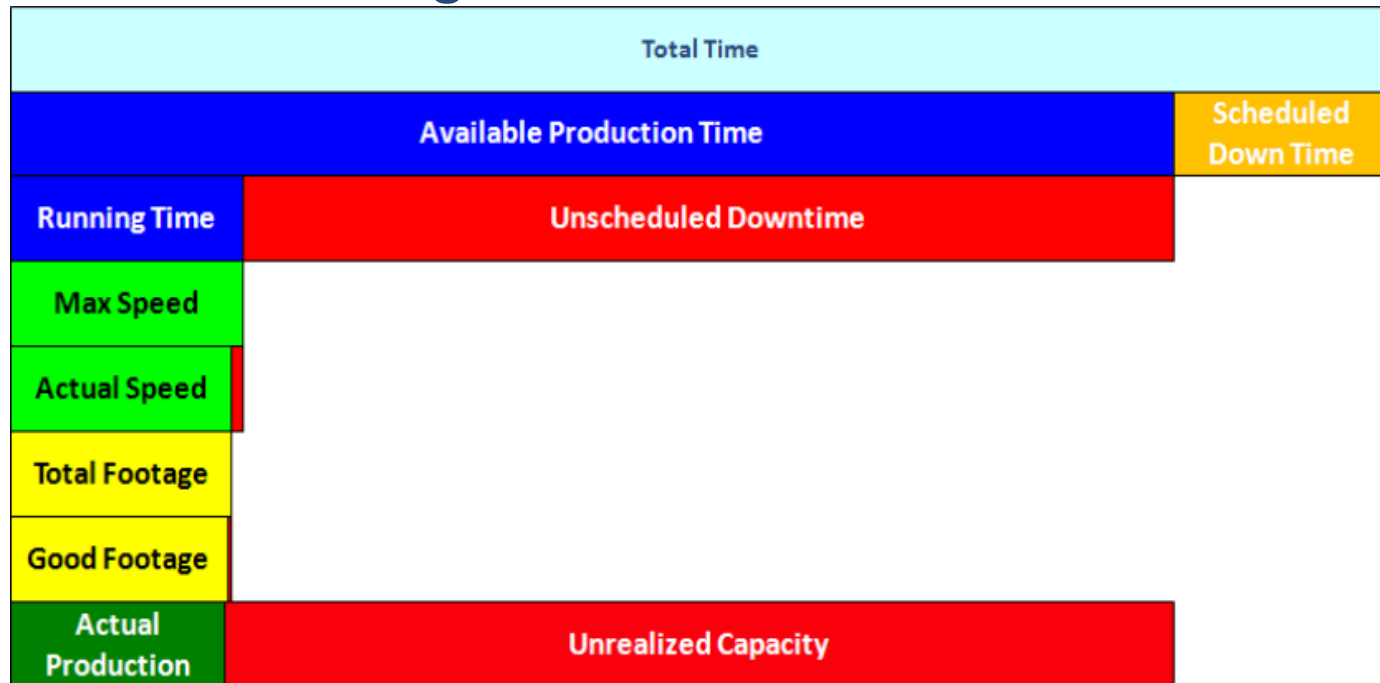 Total Time
Available Production Time
Scheduled
Down Time
Running Time
Unscheduled Downtime
Max Speed
Actual Speed
Total Footage
Good Footage
Actual
Production
Unrealized Capacity